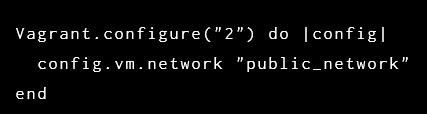 Vagrant.configure("2") do |config|
  config.vm.network "public_network"
end